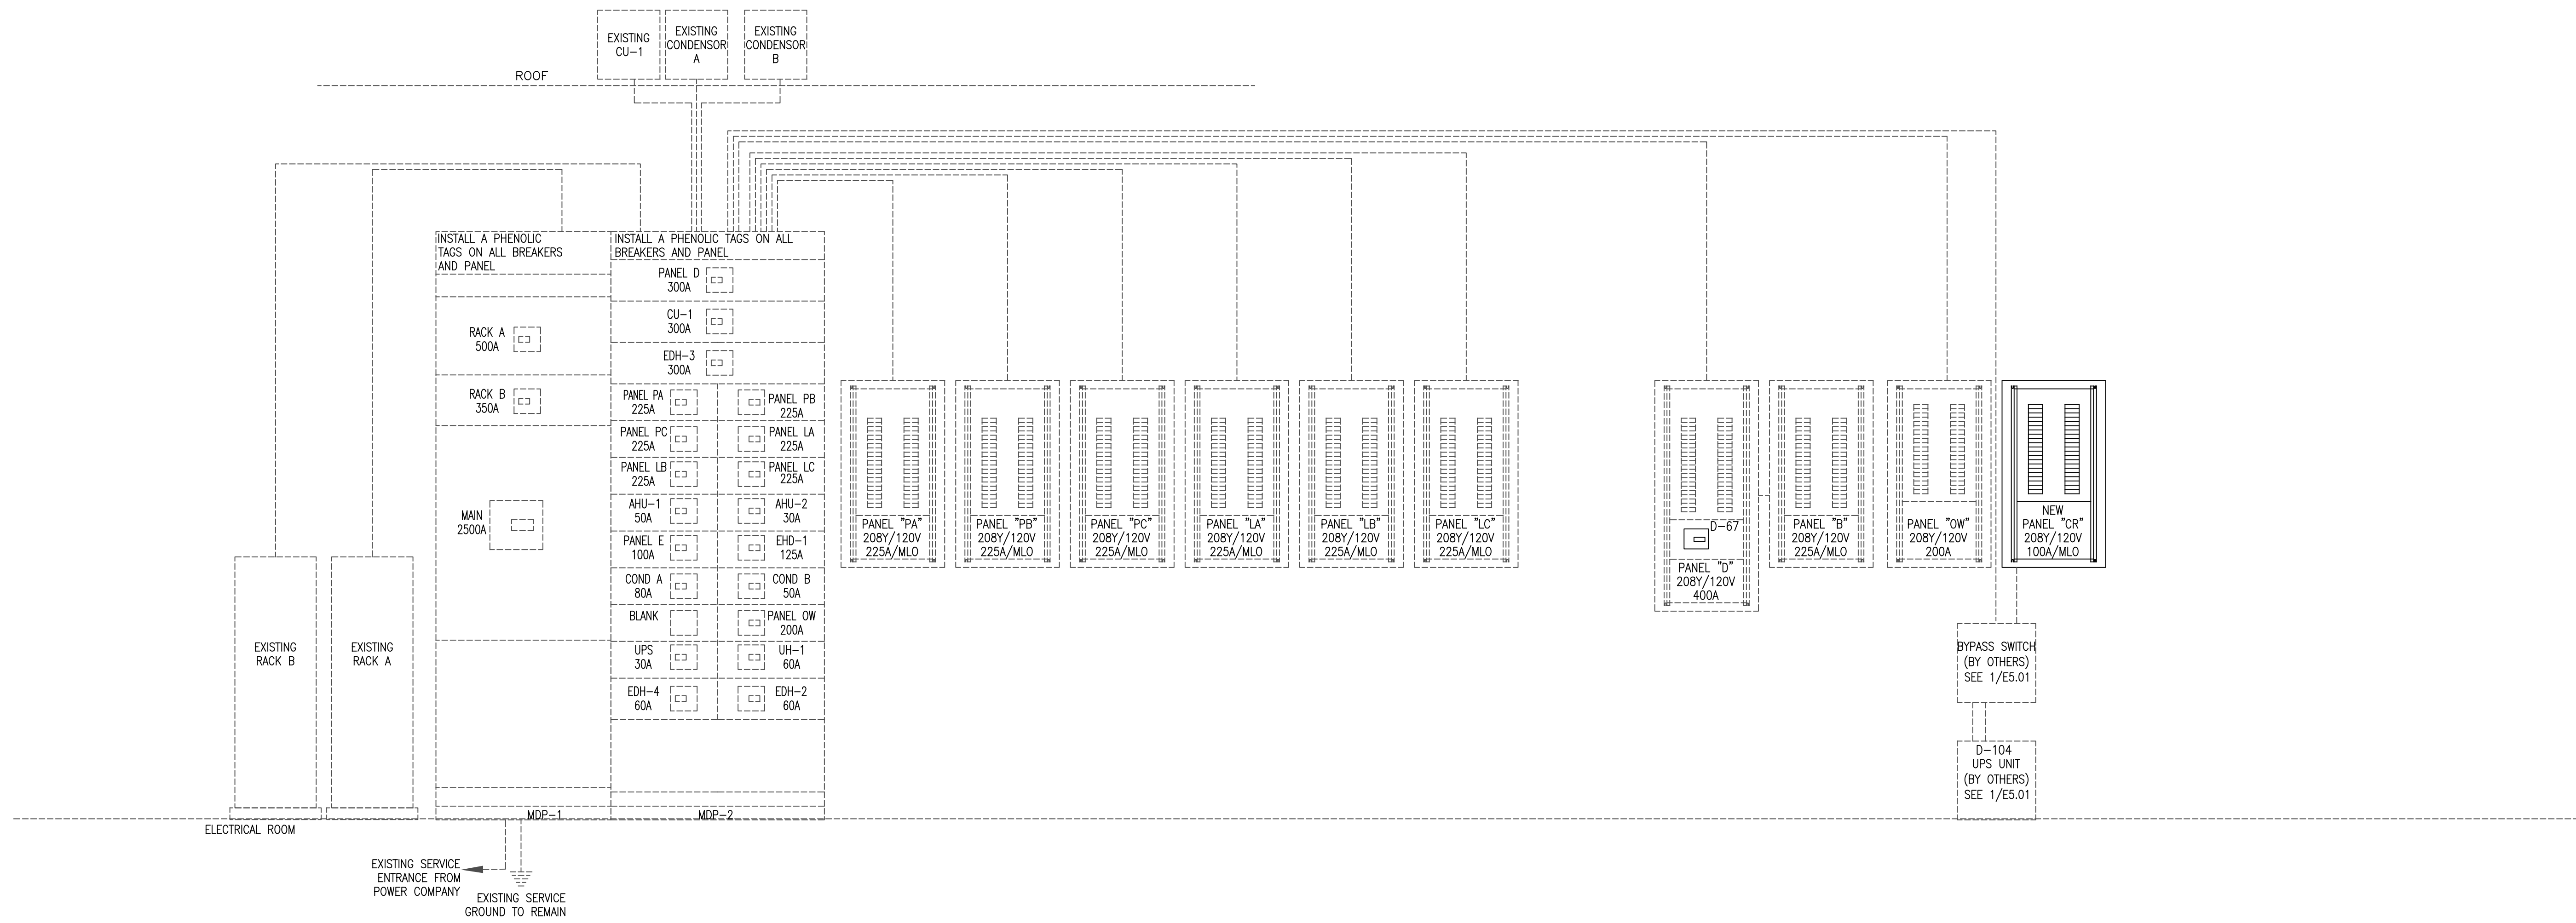 EXISTING
CU-1
EXISTING
CONDENSOR
A
EXISTING
CONDENSOR
B
ROOF
INSTALL A PHENOLIC
TAGS ON ALL BREAKERS
AND PANEL
INSTALL A PHENOLIC TAGS ON ALL
BREAKERS AND PANEL
RACK A
500A
RACK B
350A
MAIN
2500A
PANEL D
300A
CU-1
300A
EDH-3
300A
PANEL PA
225A
PANEL PB
225A
PANEL PC
225A
PANEL LA
225A
PANEL LB
225A
PANEL LC
225A
AHU-1
50A
AHU-2
30A
PANEL E
100A
EHD-1
125A
COND A
80A
COND B
50A
BLANK
PANEL OW
200A
UPS
30A
UH-1
60A
EDH-4
60A
EDH-2
60A
PANEL "PA"
208Y/120V
225A/MLO
PANEL "PB"
208Y/120V
225A/MLO
PANEL "PC"
208Y/120V
225A/MLO
PANEL "LA"
208Y/120V
225A/MLO
PANEL "LB"
208Y/120V
225A/MLO
PANEL "LC"
208Y/120V
225A/MLO
D-67
PANEL "D"
208Y/120V
400A
PANEL "B"
208Y/120V
225A/MLO
PANEL "OW"
208Y/120V
200A
NEW
PANEL "CR"
208Y/120V
100A/MLO
EXISTING
RACK B
EXISTING
RACK A
BYPASS SWITCH
(BY OTHERS)
SEE 1/E5.01
D-104
UPS UNIT
(BY OTHERS)
SEE 1/E5.01
MDP-1
MDP-2
ELECTRICAL ROOM
EXISTING SERVICE
ENTRANCE FROM
POWER COMPANY
EXISTING SERVICE
GROUND TO REMAIN